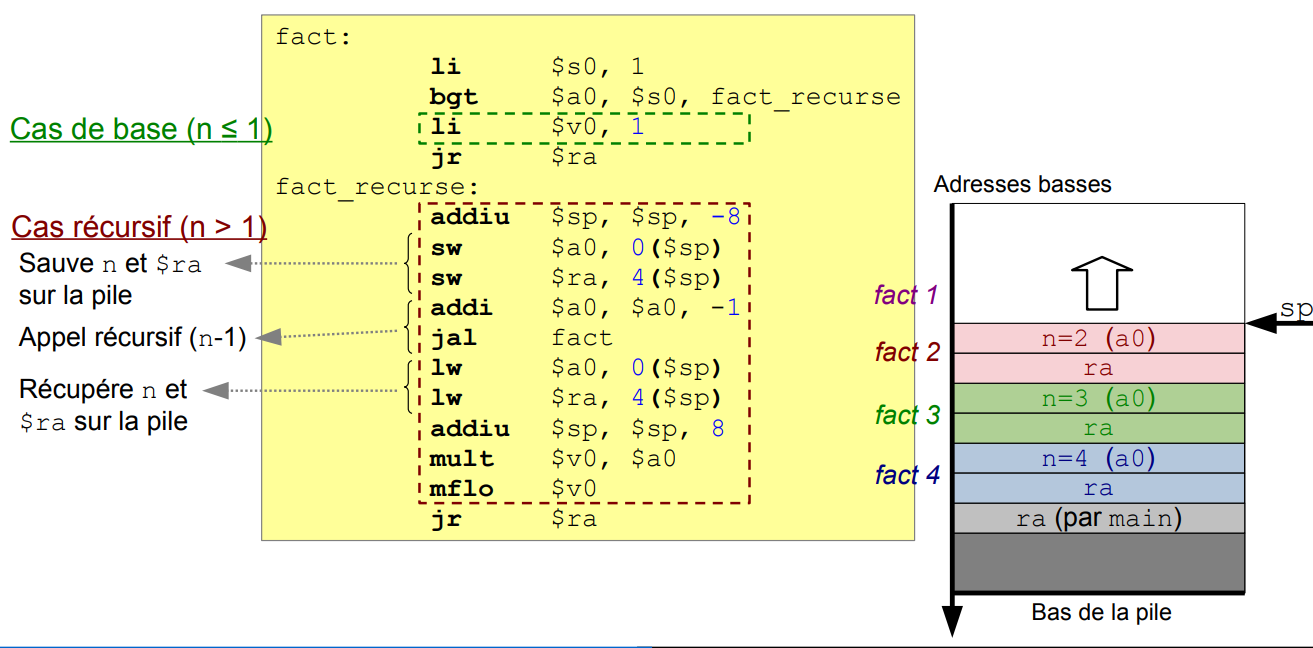 fact:
li $s0, 1
bgt $a0, $s0, fact_recurse
Cas de base (n ≤ 1)
li $v0, 1
jr $ra
fact_recurse:
Cas récursif (n > 1)
addiu $sp, $sp, -8
sw $a0, 0($sp)
sw $ra, 4($sp)
Sauve n et $ra
sur la pile
addi $a0, $a0, -1
jal fact
Appel récursif (n-1)
lw $a0, 0($sp)
lw $ra, 4($sp)
Récupére n et
$ra sur la pile
addiu $sp, $sp, 8
mult $v0, $a0
mflo $v0
jr $ra
Adresses basses
fact 1
sp
fact 2
n=2 (a0)
ra
fact 3
n=3 (a0)
ra
fact 4
n=4 (a0)
ra
ra (par main)
Bas de la pile